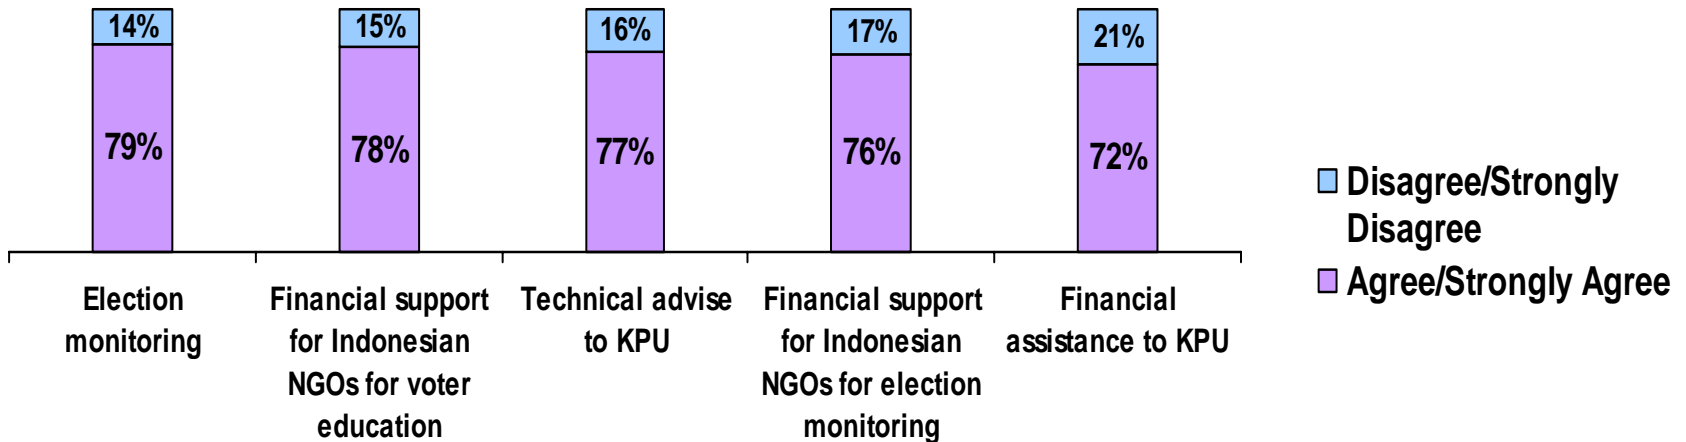 14%
15%
16%
17%
21%
79%
78%
77%
76%
72%
Disagree/Strongly
Disagree
Agree/Strongly Agree
Election
monitoring
Financial support
for Indonesian
NGOs for voter
education
Technical advise
to KPU
Financial support
for Indonesian
NGOs for election
monitoring
Financial
assistance to KPU